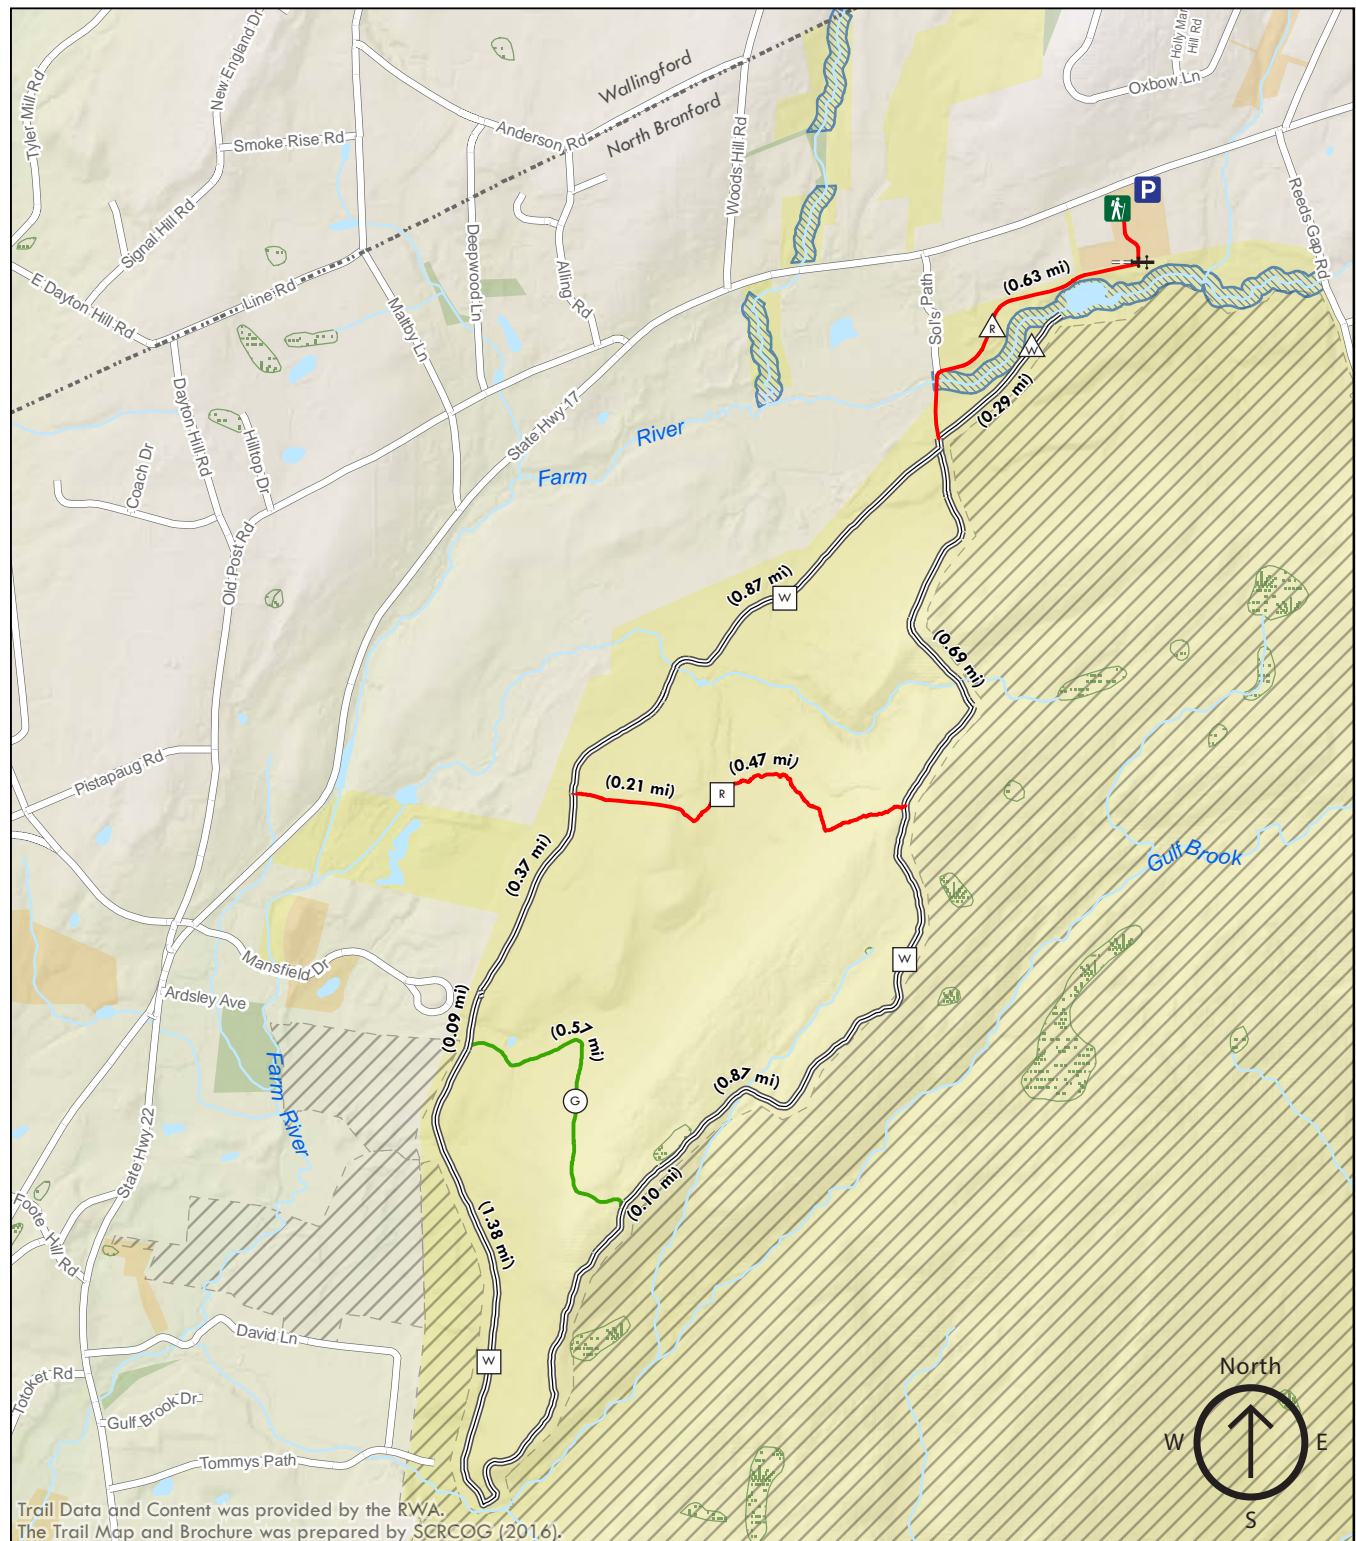 Tyler Mill Rd
New England Dr
Smoke Rise Rd
Signal Hill Rd
E Dayton Hill Rd
Line Rd
Anderson Rd
Wallingford
North Branford
Woods Hill Rd
Deepwood Ln
Alling Rd
Maltby Ln
Holly Mar
Hill Rd
Oxbow Ln
Reeds Gap Rd
P
(0.63 mi)
R
W
(0.29 mi)
Sol's Path
Dayton Hill Rd
Hilltop Dr
Coach Dr
Old Post Rd
State Hwy 17
Farm
River
(0.87 mi)
W
(0.69 mi)
Pistapaug Rd
(0.21 mi)
R
(0.47 mi)
(0.37 mi)
Gulf Brook
W
Mansfield Dr
Ardsley Ave
(0.09 mi)
(0.57
mi)
G
(0.87 mi)
(0.10 mi)
Farm River
State Hwy 22
Foote Hill Rd
(1.38 mi)
W
David Ln
Totoket Rd
Gulf Brook Dr
Tommys Path
North
W
E
S
Trail Data and Content was provided by the RWA.
The Trail Map and Brochure was prepared by SCRCOG (2016).